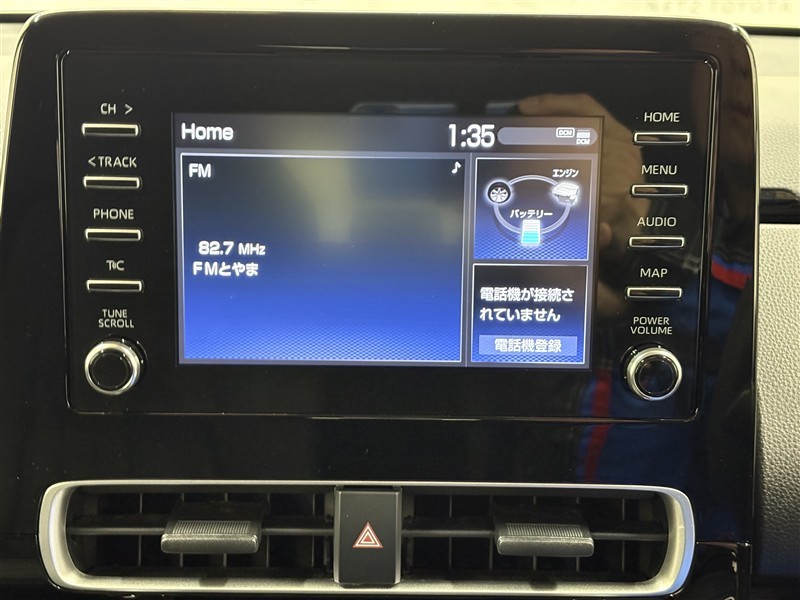 CH >
< TRACK
PHONE
T&C
TUNE
SCROLL
Home
1:35
DCM
DCM
FM
82.7 MHz
FMとやま
エンジン
バッテリー
電話機が接続さ
れていません
電話機登録
HOME
MENU
AUDIO
MAP
POWER
VOLUME